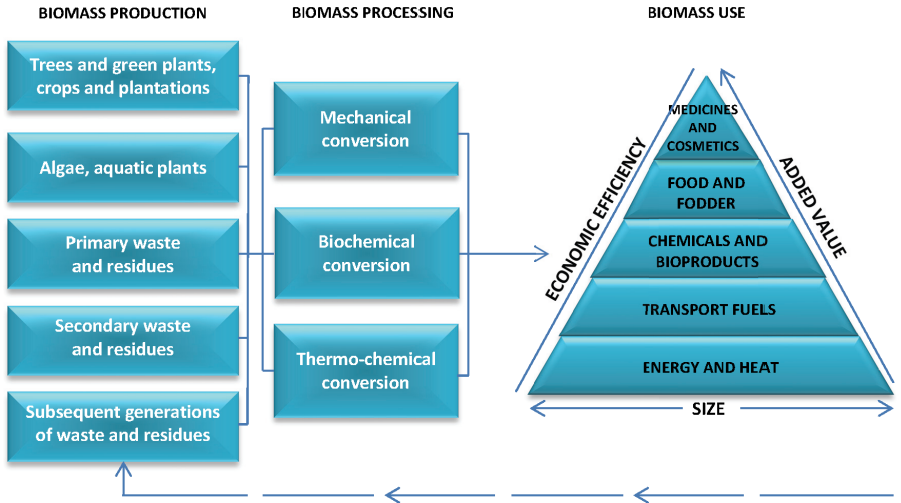 BIOMASS PRODUCTION
Trees and green plants,
crops and plantations
Algae, aquatic plants
Primary waste
and residues
Secondary waste
and residues
Subsequent generations
of waste and residues
BIOMASS PROCESSING
Mechanical
conversion
Biochemical
conversion
Thermo-chemical
conversion
BIOMASS USE
ECONOMIC EFFICIENCY
MEDICINES
AND
COSMETICS
FOOD AND
FODDER
CHEMICALS AND
BIOPRODUCTS
TRANSPORT FUELS
ENERGY AND HEAT
ADDED VALUE
SIZE